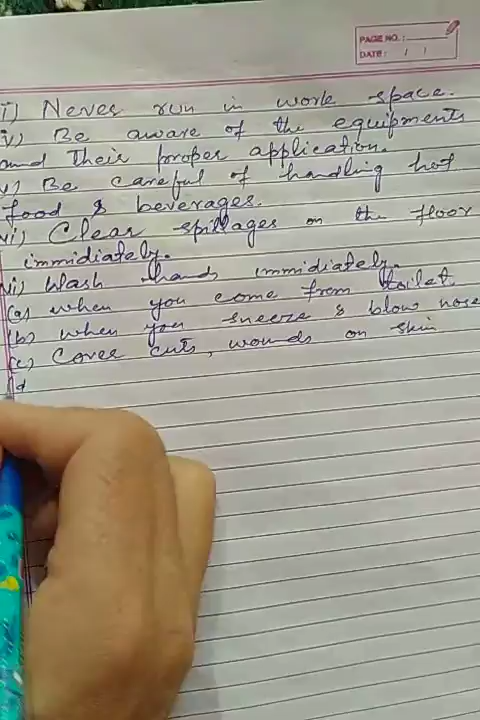 PAGE NO.:
DATE: / /
i) Never run in work space.
v) Be aware of the equipments
and their proper application.
v) Be careful of handling hot
food & beverages.
vi) Clear spillages on the floor
immidiately.
ii) Wash hands immidiately.
(a) when you come from toilet
(b) when you sneeze & blow nose
(c) Cover cuts, wounds on skin
(d